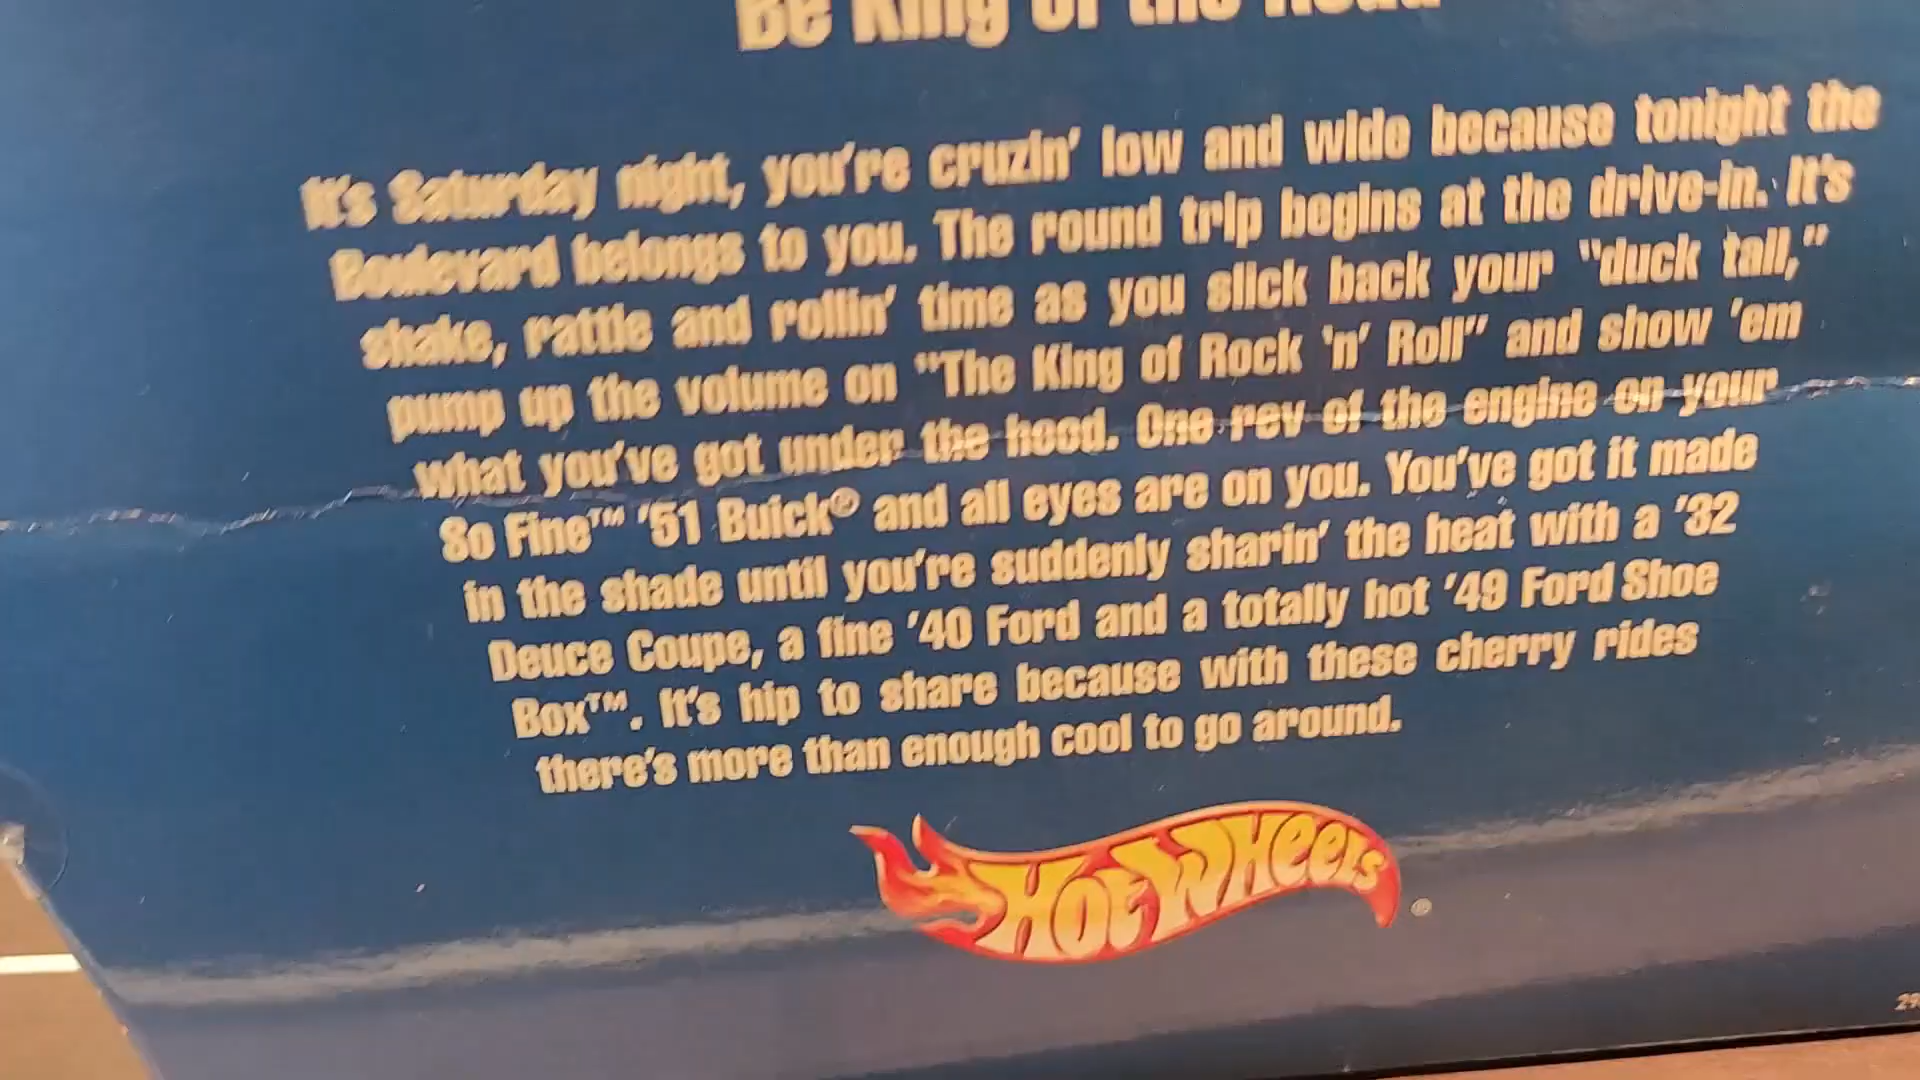 Be King of the Road
It's Saturday night, you're cruzin' low and wide because tonight the
Boulevard belongs to you. The round trip begins at the drive-in. It's
shake, rattle and rollin' time as you slick back your "duck tail,"
pump up the volume on "The King of Rock 'n' Roll" and show 'em
what you've got under the hood. One rev of the engine on your
So Fine™ '51 Buick® and all eyes are on you. You've got it made
in the shade until you're suddenly sharin' the heat with a '32
Deuce Coupe, a fine '40 Ford and a totally hot '49 Ford Shoe
Box™. It's hip to share because with these cherry rides
there's more than enough cool to go around.
Hot Wheels ®